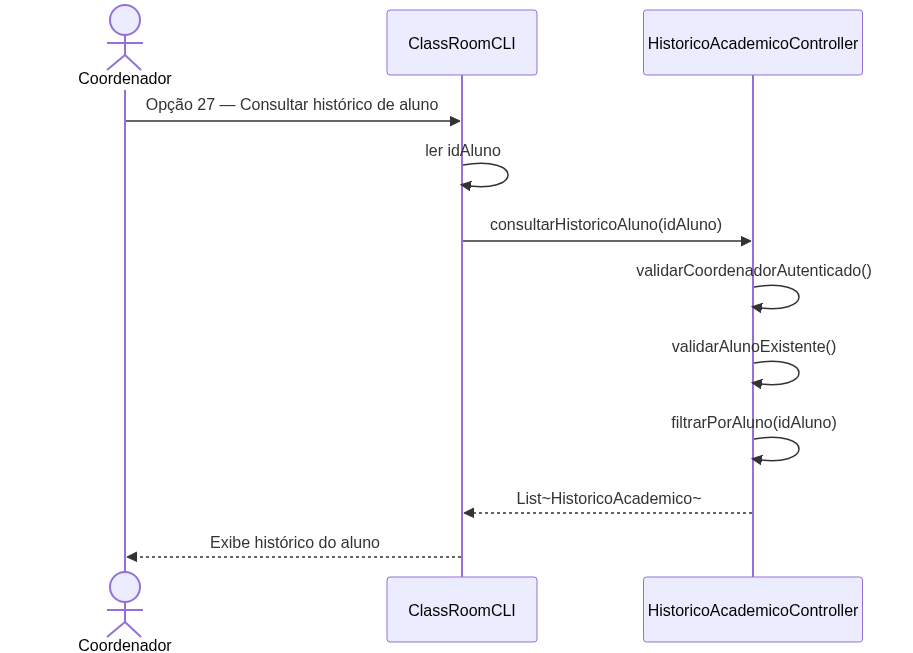 Coordenador
ClassRoomCLI
HistoricoAcademicoController
Opção 27 — Consultar histórico de aluno
ler idAluno
consultarHistoricoAluno(idAluno)
validarCoordenadorAutenticado()
validarAlunoExistente()
filtrarPorAluno(idAluno)
List~HistoricoAcademico~
Exibe histórico do aluno
Coordenador
ClassRoomCLI
HistoricoAcademicoController